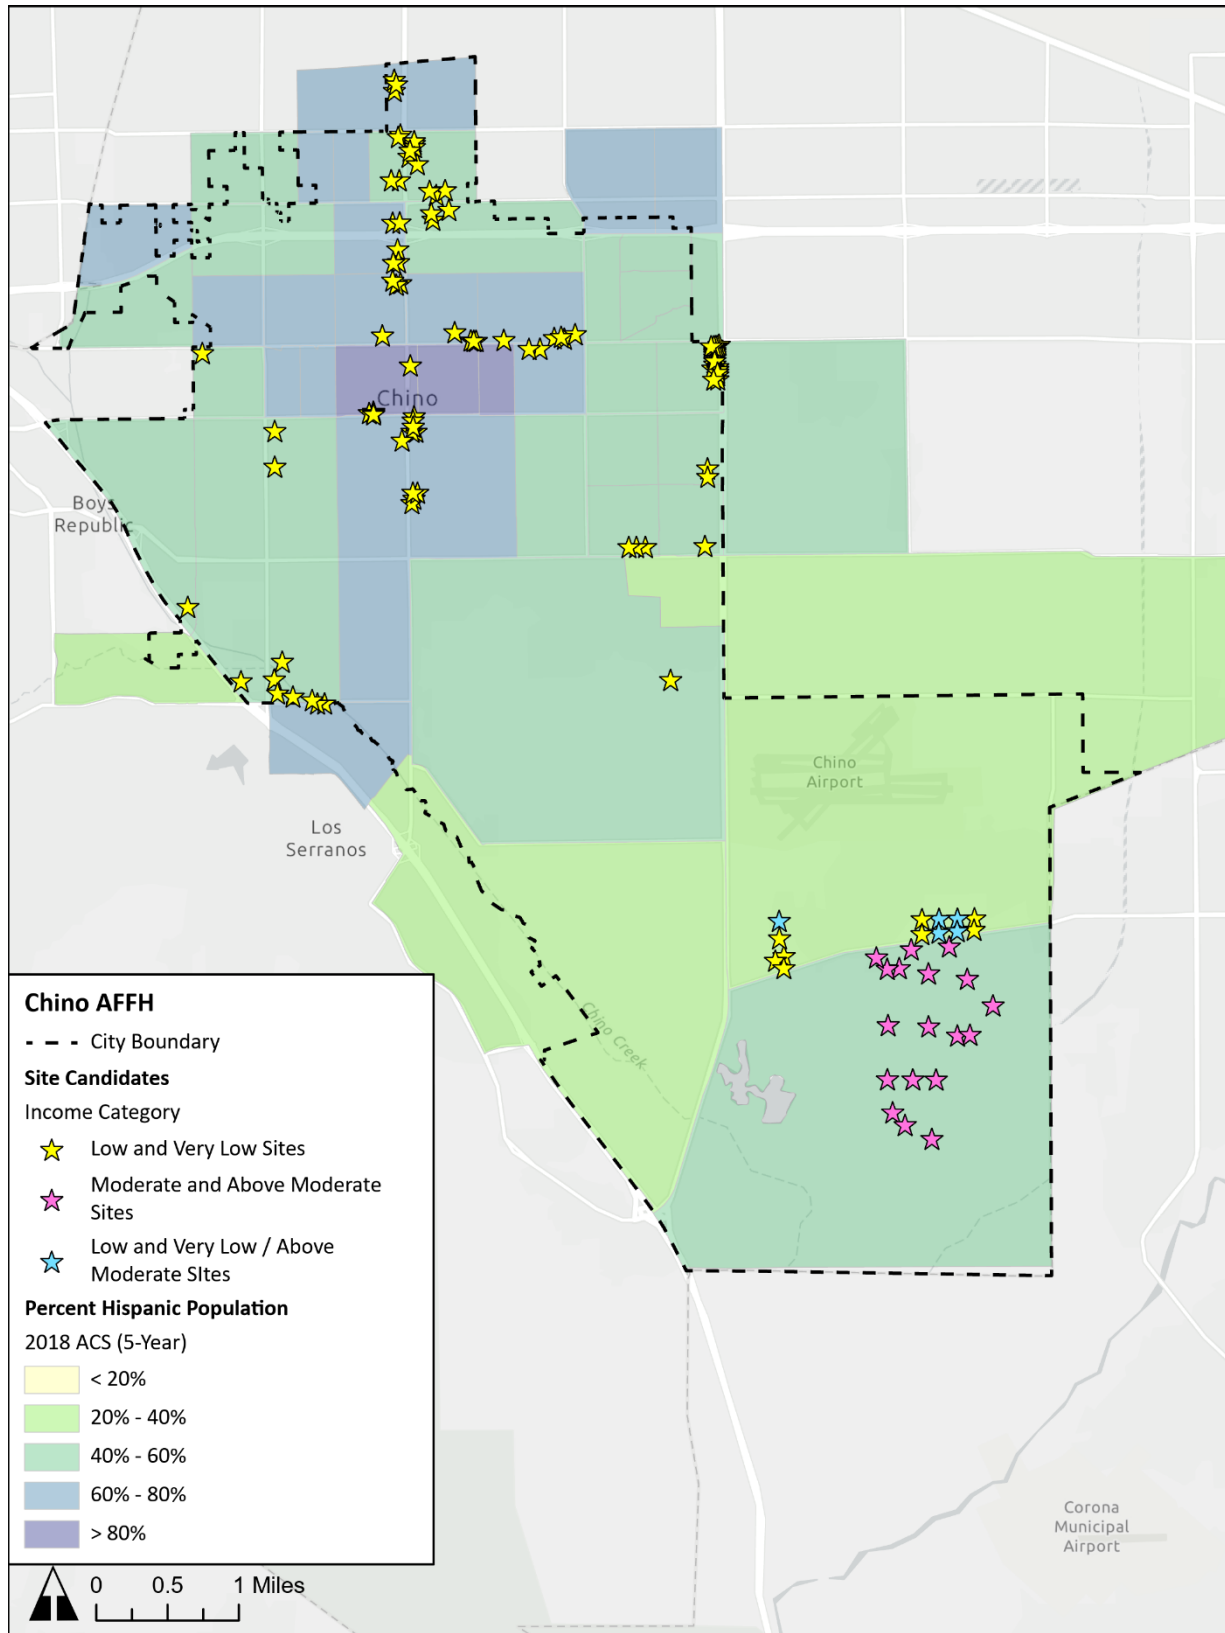 Chino
Boys
Republic
Chino
Airport
Los
Serranos
Chino Creek
Chino AFFH
City Boundary
Site Candidates
Income Category
Low and Very Low Sites
Moderate and Above Moderate
Sites
Low and Very Low / Above
Moderate SItes
Percent Hispanic Population
2018 ACS (5-Year)
< 20%
20% - 40%
40% - 60%
60% - 80%
> 80%
0 0.5 1 Miles
Corona
Municipal
Airport